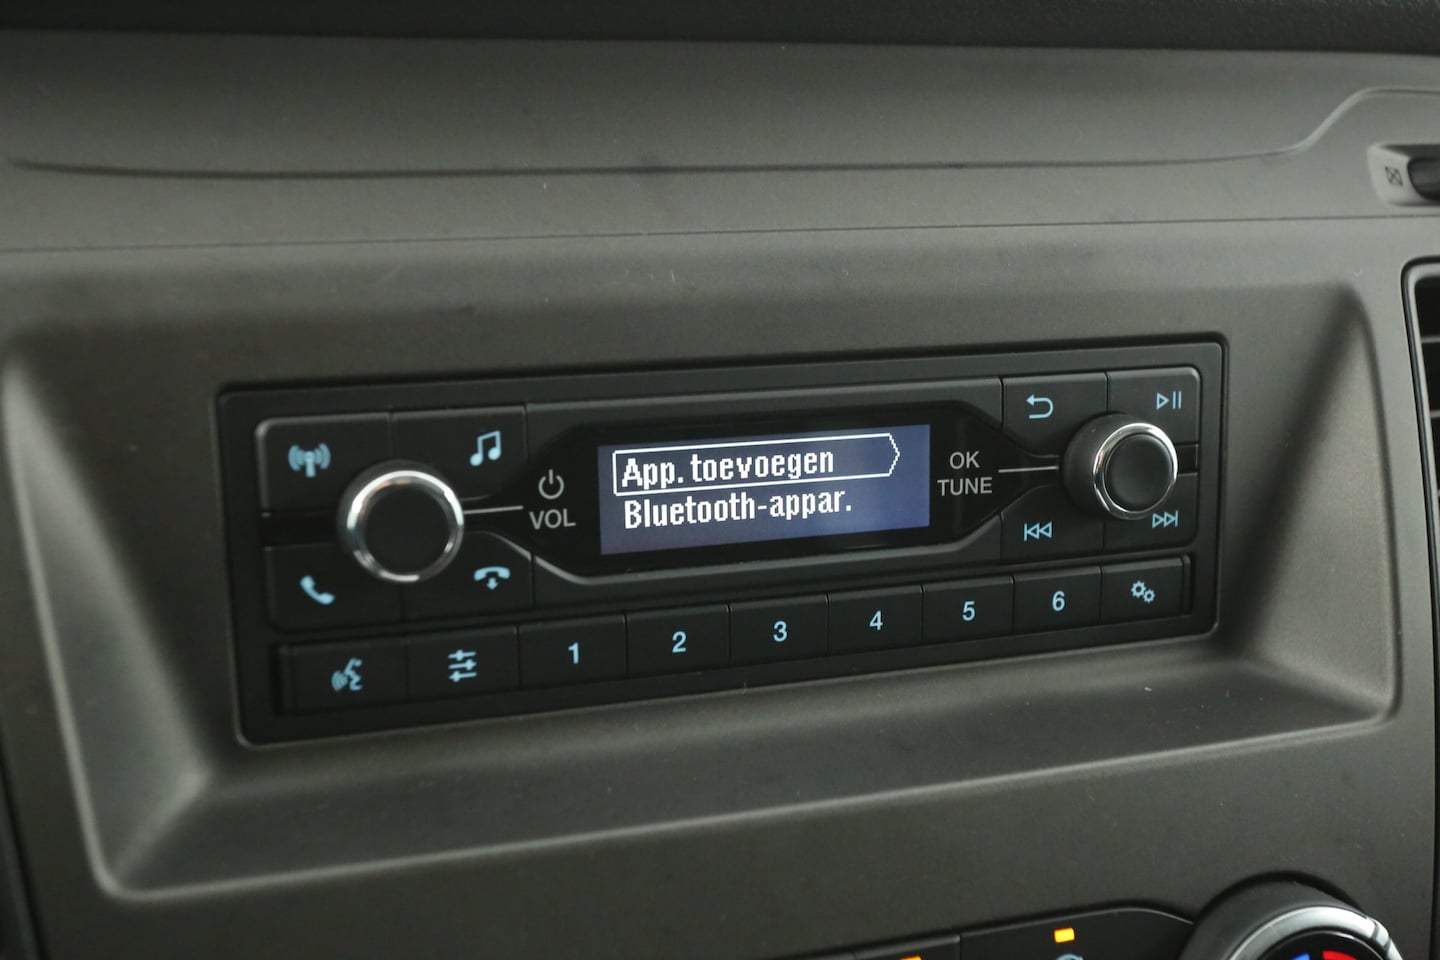 App. toevoegen
Bluetooth-appar.
VOL
OK
TUNE
1 2 3 4 5 6